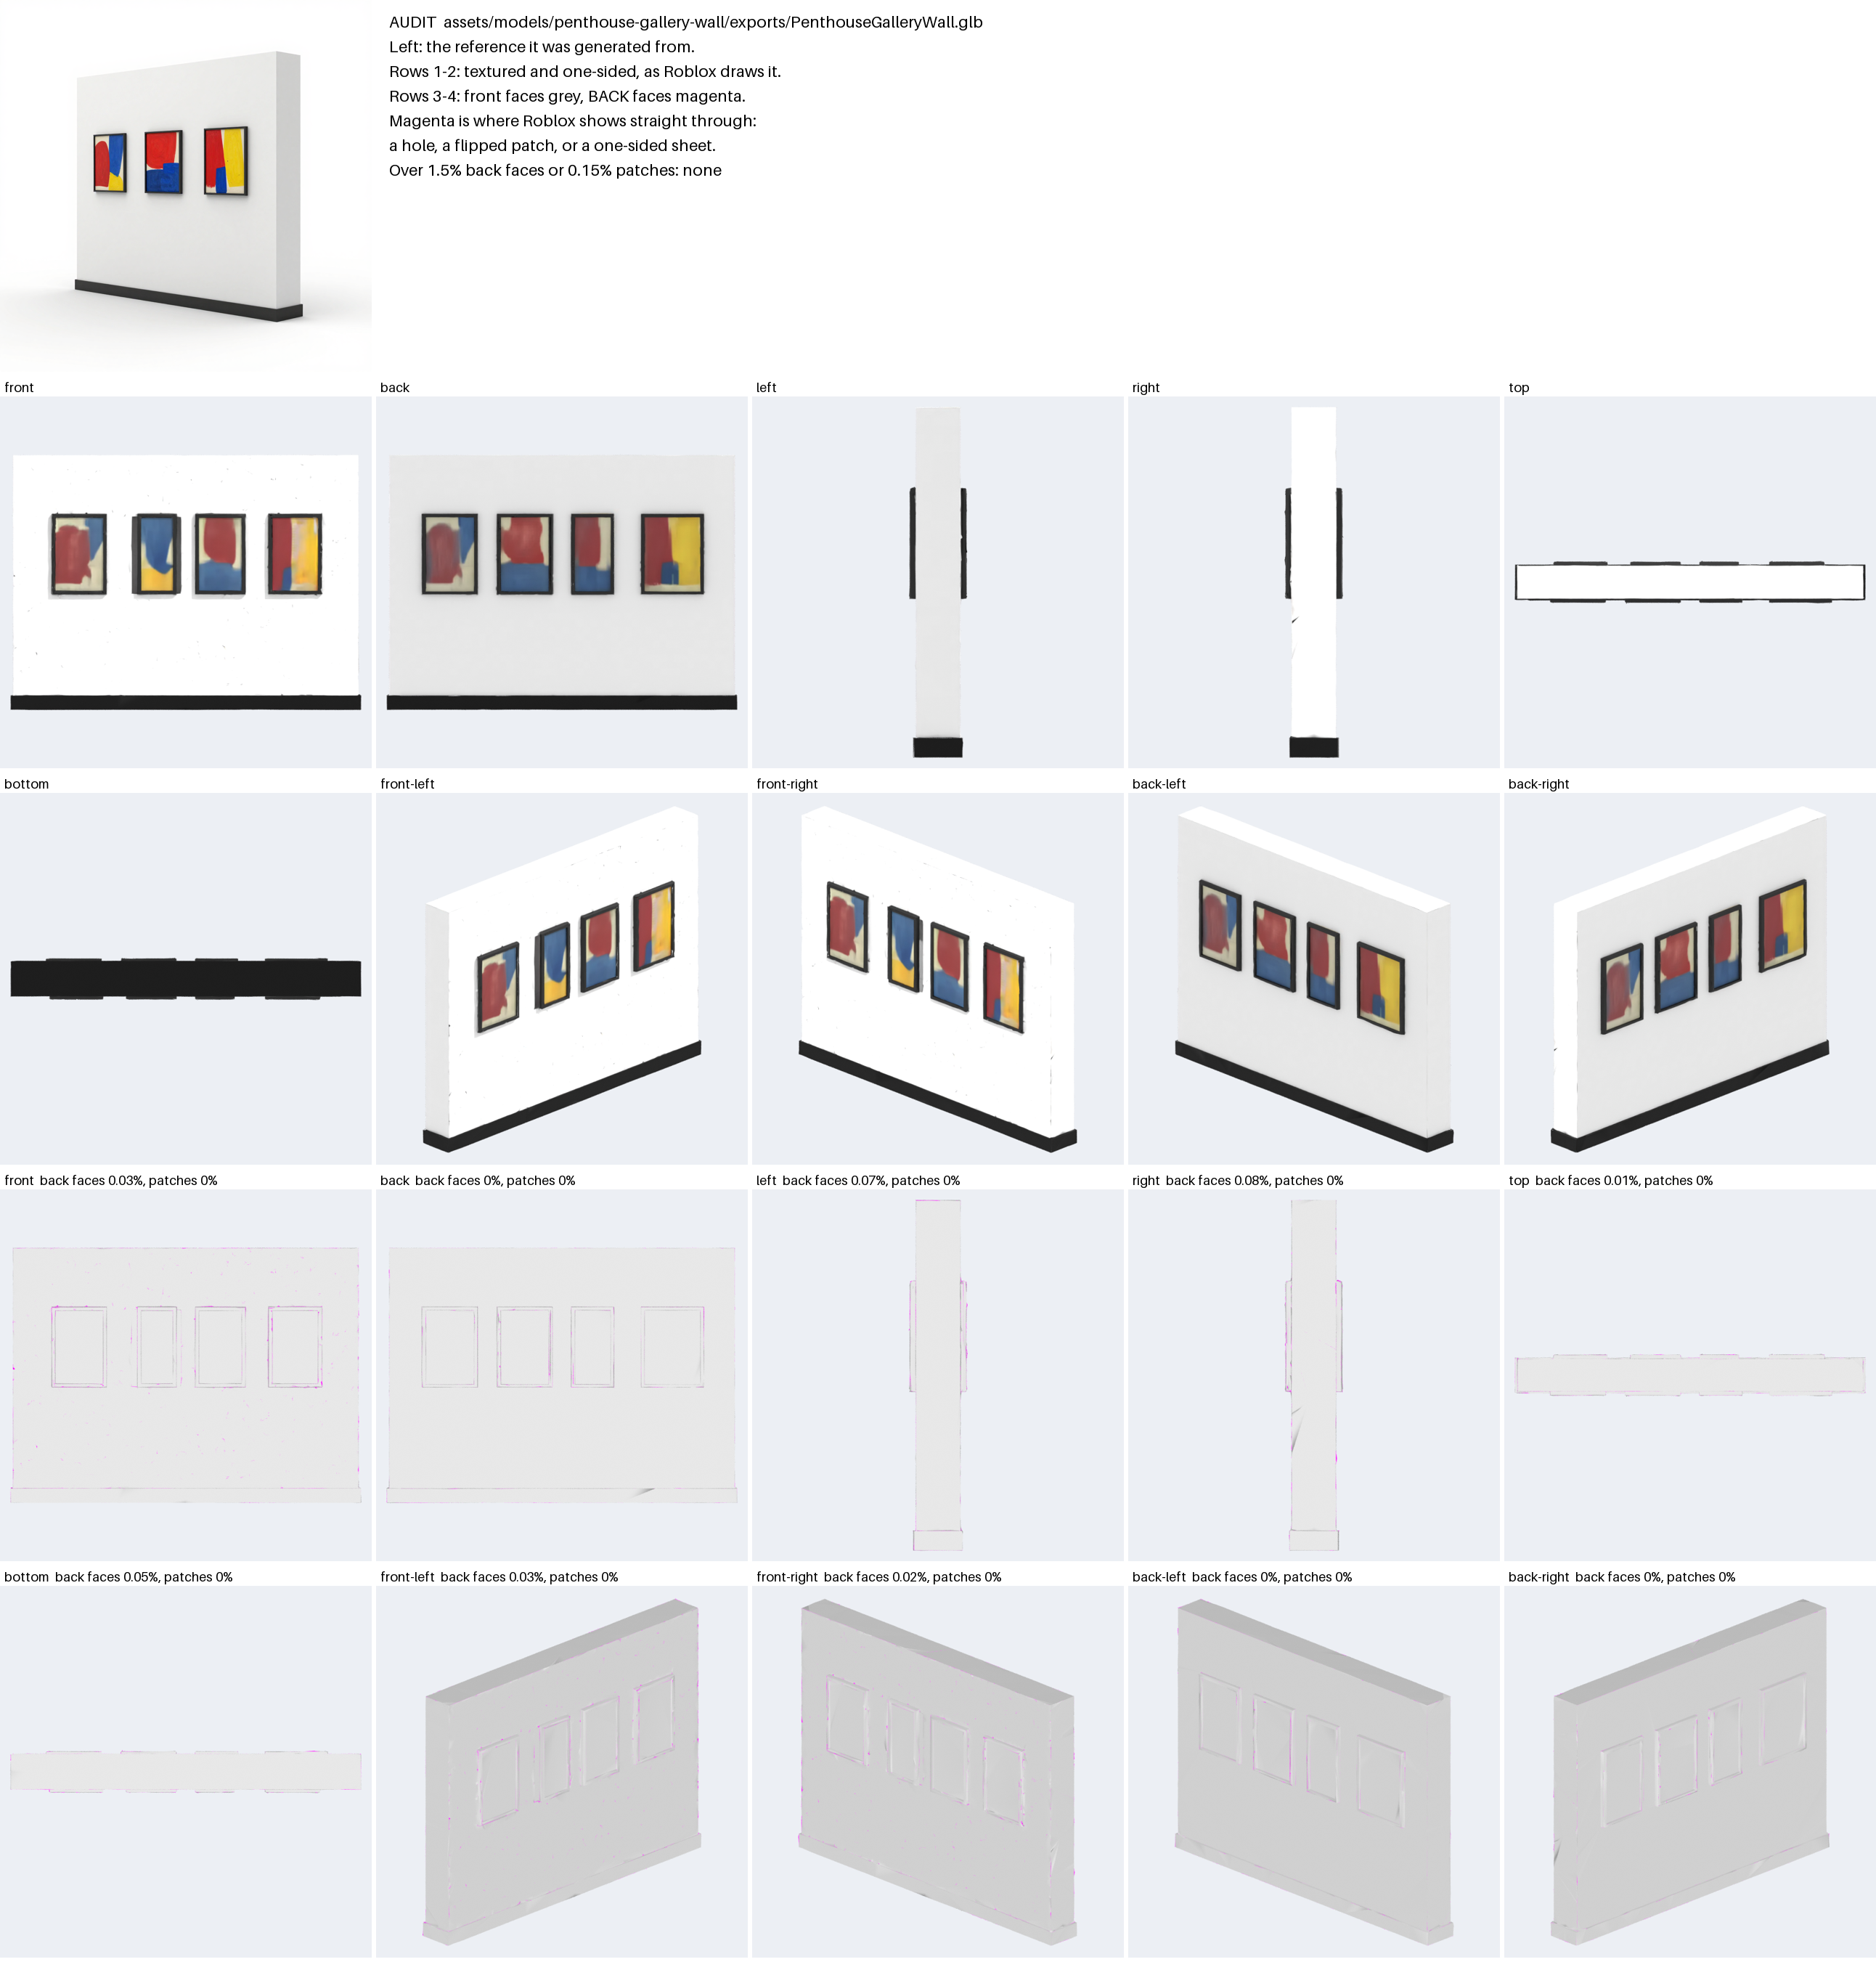 AUDIT assets/models/penthouse-gallery-wall/exports/PenthouseGalleryWall.glb
Left: the reference it was generated from.
Rows 1-2: textured and one-sided, as Roblox draws it.
Rows 3-4: front faces grey, BACK faces magenta.
Magenta is where Roblox shows straight through:
a hole, a flipped patch, or a one-sided sheet.
Over 1.5% back faces or 0.15% patches: none
front
back
left
right
top
bottom
front-left
front-right
back-left
back-right
front back faces 0.03%, patches 0%
back back faces 0%, patches 0%
left back faces 0.07%, patches 0%
right back faces 0.08%, patches 0%
top back faces 0.01%, patches 0%
bottom back faces 0.05%, patches 0%
front-left back faces 0.03%, patches 0%
front-right back faces 0.02%, patches 0%
back-left back faces 0%, patches 0%
back-right back faces 0%, patches 0%